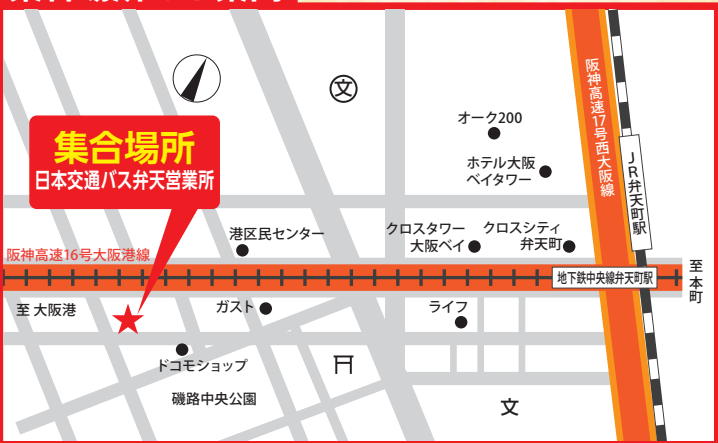 集合場所
日本交通バス弁天営業所
文
オーク200
ホテル大阪
ベイタワー
阪神高速17号西大阪線
JR弁天町駅
港区民センター
クロスタワー
大阪ベイ
クロスシティ
弁天町
阪神高速16号大阪港線
地下鉄中央線弁天町駅
至本町
至 大阪港
ガスト
ライフ
ドコモショップ
磯路中央公園
文